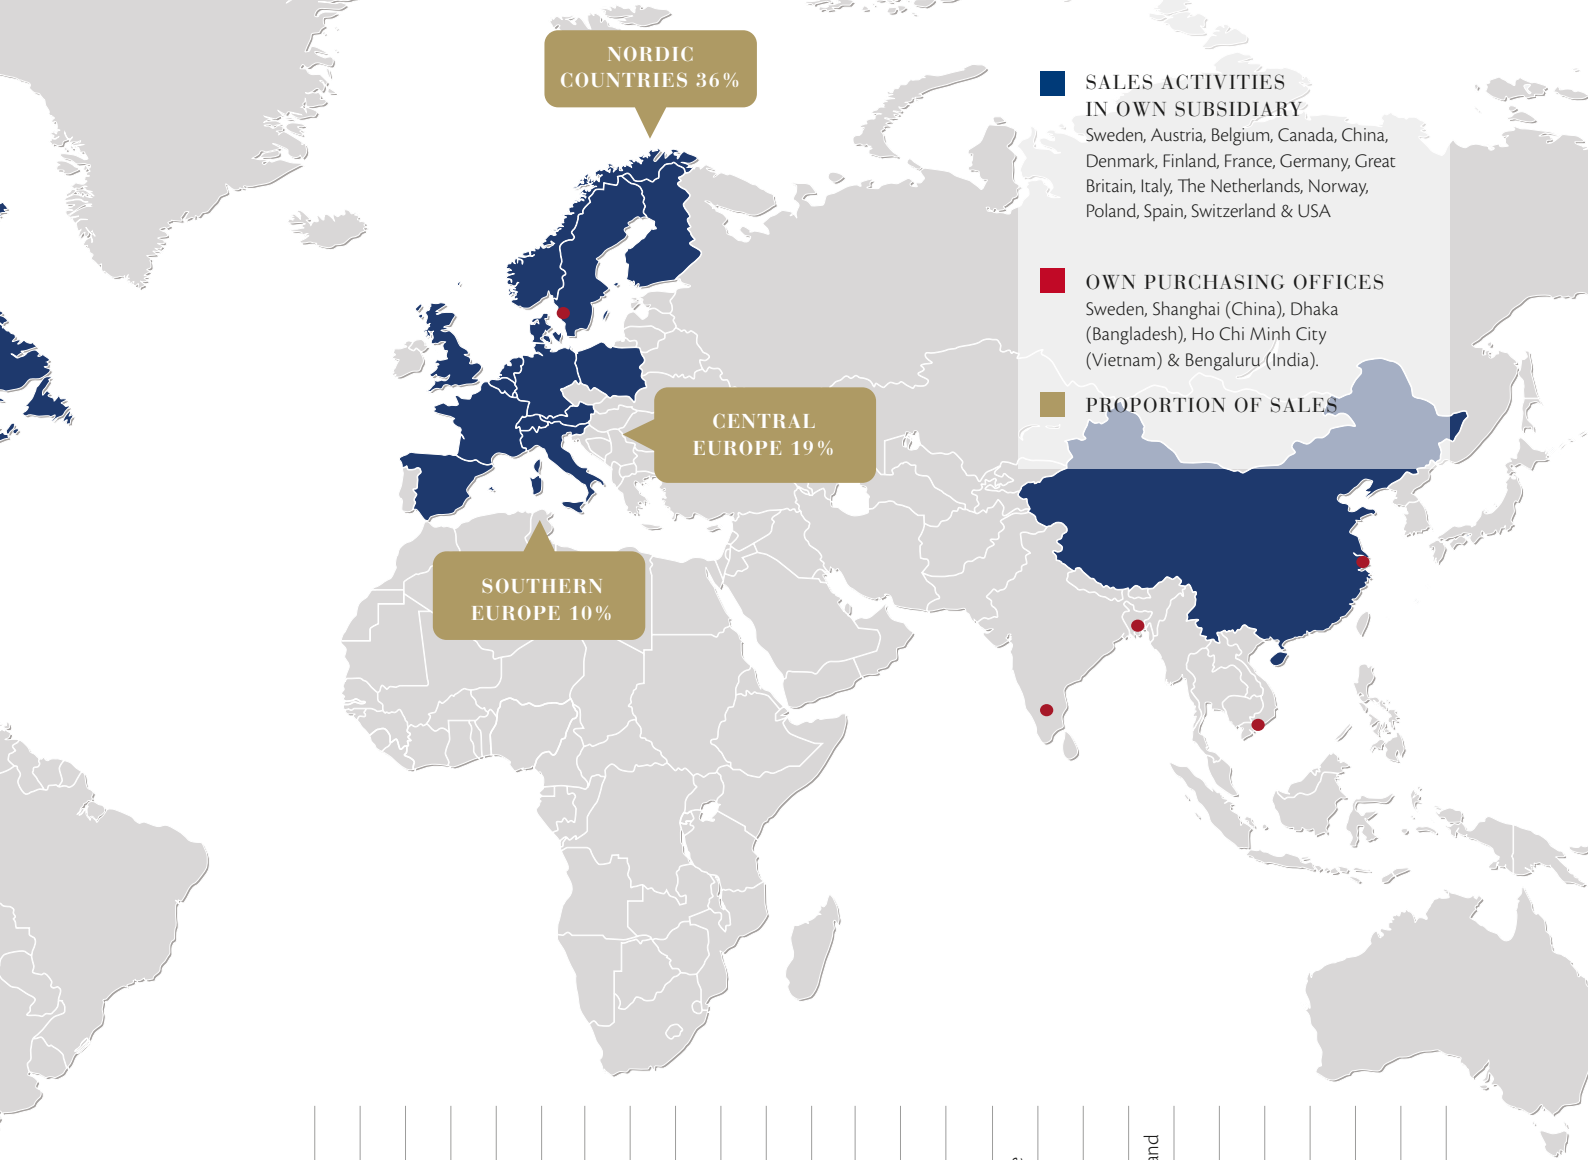 NORDIC
COUNTRIES 36%
SALES ACTIVITIES
IN OWN SUBSIDIARY
Sweden, Austria, Belgium, Canada, China,
Denmark, Finland, France, Germany, Great
Britain, Italy, The Netherlands, Norway,
Poland, Spain, Switzerland & USA
OWN PURCHASING OFFICES
Sweden, Shanghai (China), Dhaka
(Bangladesh), Ho Chi Minh City
(Vietnam) & Bengaluru (India).
PROPORTION OF SALES
CENTRAL
EUROPE 19%
SOUTHERN
EUROPE 10%
and